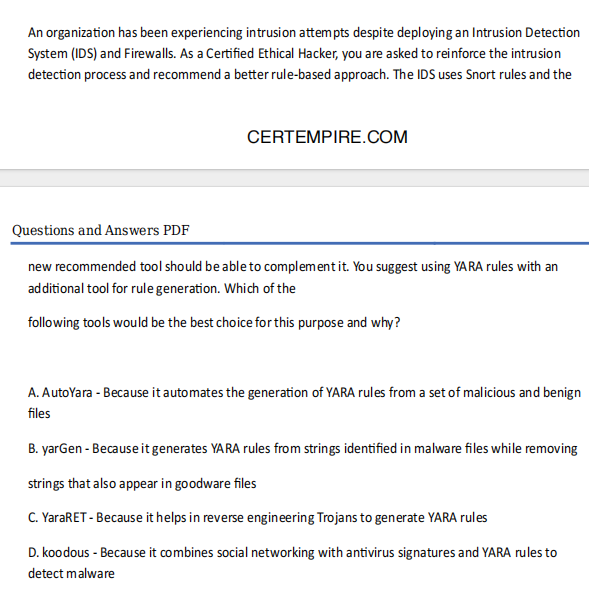 An organization has been experiencing intrusion attempts despite deploying an Intrusion Detection
System (IDS) and Firewalls. As a Certified Ethical Hacker, you are asked to reinforce the intrusion
detection process and recommend a better rule-based approach. The IDS uses Snort rules and the
CERTEMPIRE.COM
Questions and Answers PDF
new recommended tool should be able to complement it. You suggest using YARA rules with an
additional tool for rule generation. Which of the
following tools would be the best choice for this purpose and why?
A. AutoYara - Because it automates the generation of YARA rules from a set of malicious and benign
files
B. yarGen - Because it generates YARA rules from strings identified in malware files while removing
strings that also appear in goodware files
C. YaraRET - Because it helps in reverse engineering Trojans to generate YARA rules
D. koodous - Because it combines social networking with antivirus signatures and YARA rules to
detect malware